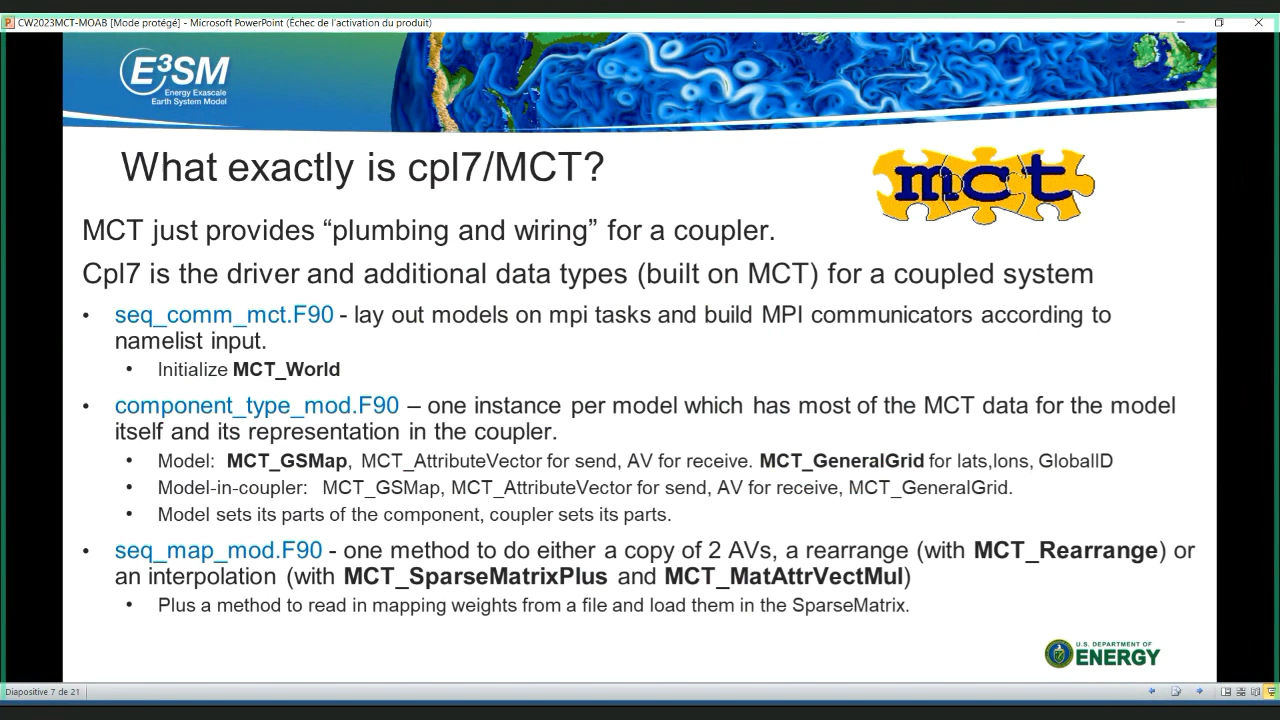 CW2023MCT-MOAB [Mode protégé] - Microsoft PowerPoint (Échec de l'activation du produit)
E³SM
Energy Exascale
Earth System Model
What exactly is cpl7/MCT?
mct
MCT just provides “plumbing and wiring” for a coupler.
Cpl7 is the driver and additional data types (built on MCT) for a coupled system
• seq_comm_mct.F90 - lay out models on mpi tasks and build MPI communicators according to
namelist input.
• Initialize MCT_World
• component_type_mod.F90 – one instance per model which has most of the MCT data for the model
itself and its representation in the coupler.
• Model: MCT_GSMap, MCT_AttributeVector for send, AV for receive. MCT_GeneralGrid for lats,lons, GlobalID
• Model-in-coupler: MCT_GSMap, MCT_AttributeVector for send, AV for receive, MCT_GeneralGrid.
• Model sets its parts of the component, coupler sets its parts.
• seq_map_mod.F90 - one method to do either a copy of 2 AVs, a rearrange (with MCT_Rearrange) or
an interpolation (with MCT_SparseMatrixPlus and MCT_MatAttrVectMul)
• Plus a method to read in mapping weights from a file and load them in the SparseMatrix.
U.S. DEPARTMENT OF
ENERGY
Diapositive 7 de 21